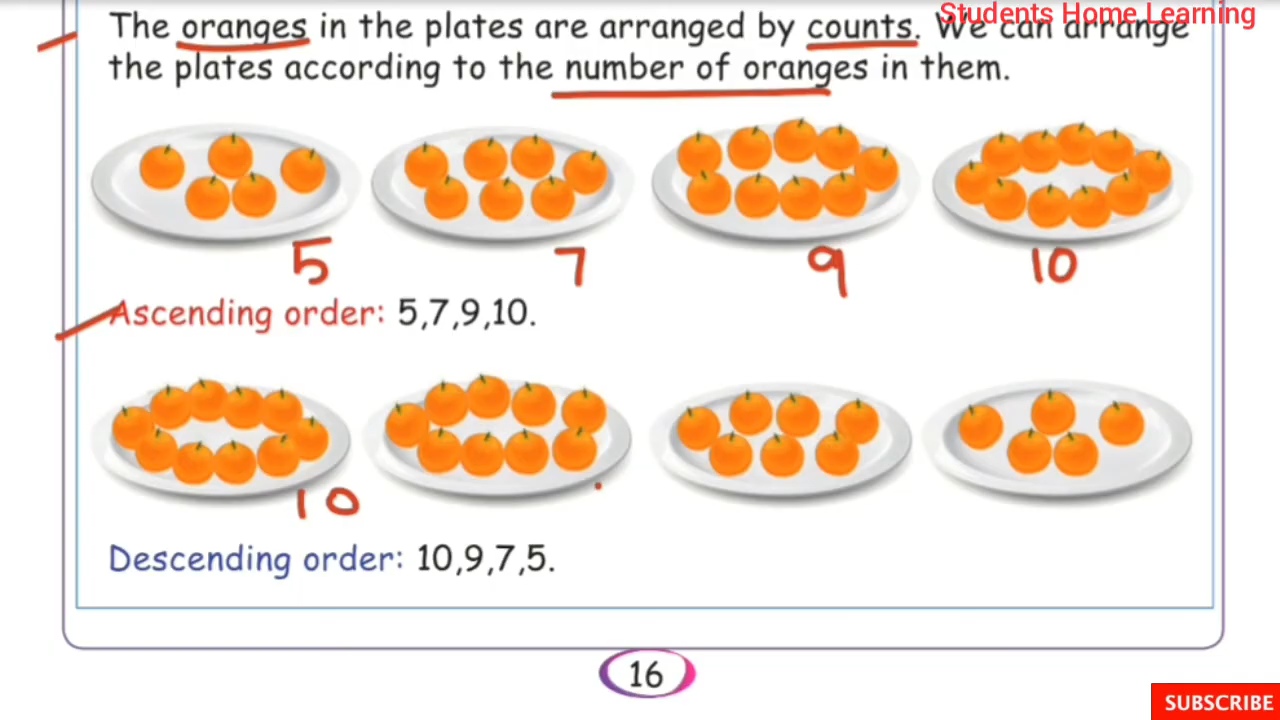 Students Home Learning
The oranges in the plates are arranged by counts. We can arrange
the plates according to the number of oranges in them.
5 7 9 10
Ascending order: 5,7,9,10.
10
Descending order: 10,9,7,5.
16
SUBSCRIBE